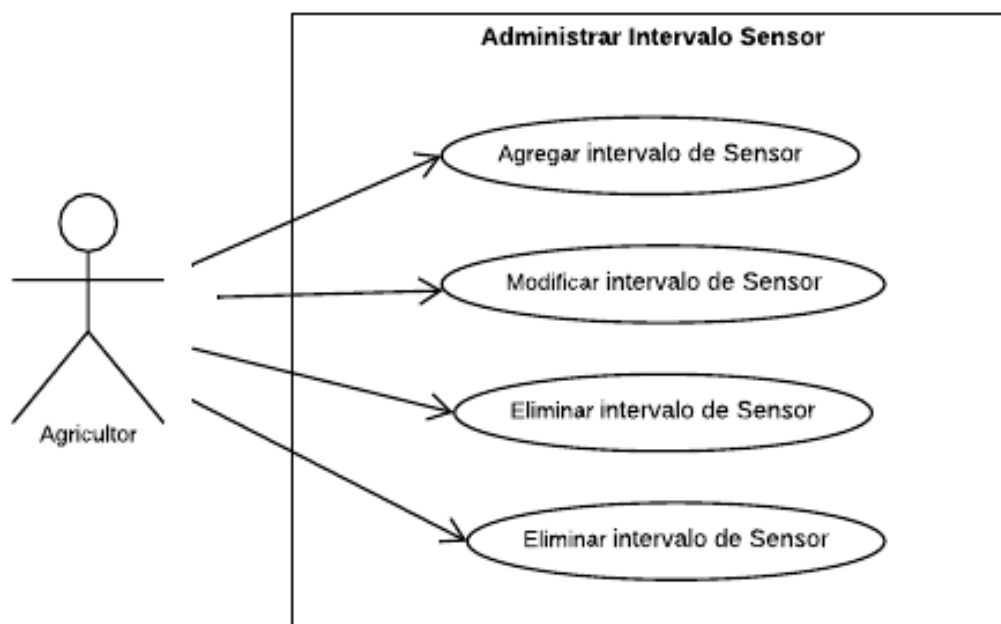 Administrar Intervalo Sensor
Agregar intervalo de Sensor
Modificar intervalo de Sensor
Eliminar intervalo de Sensor
Eliminar intervalo de Sensor
Agricultor